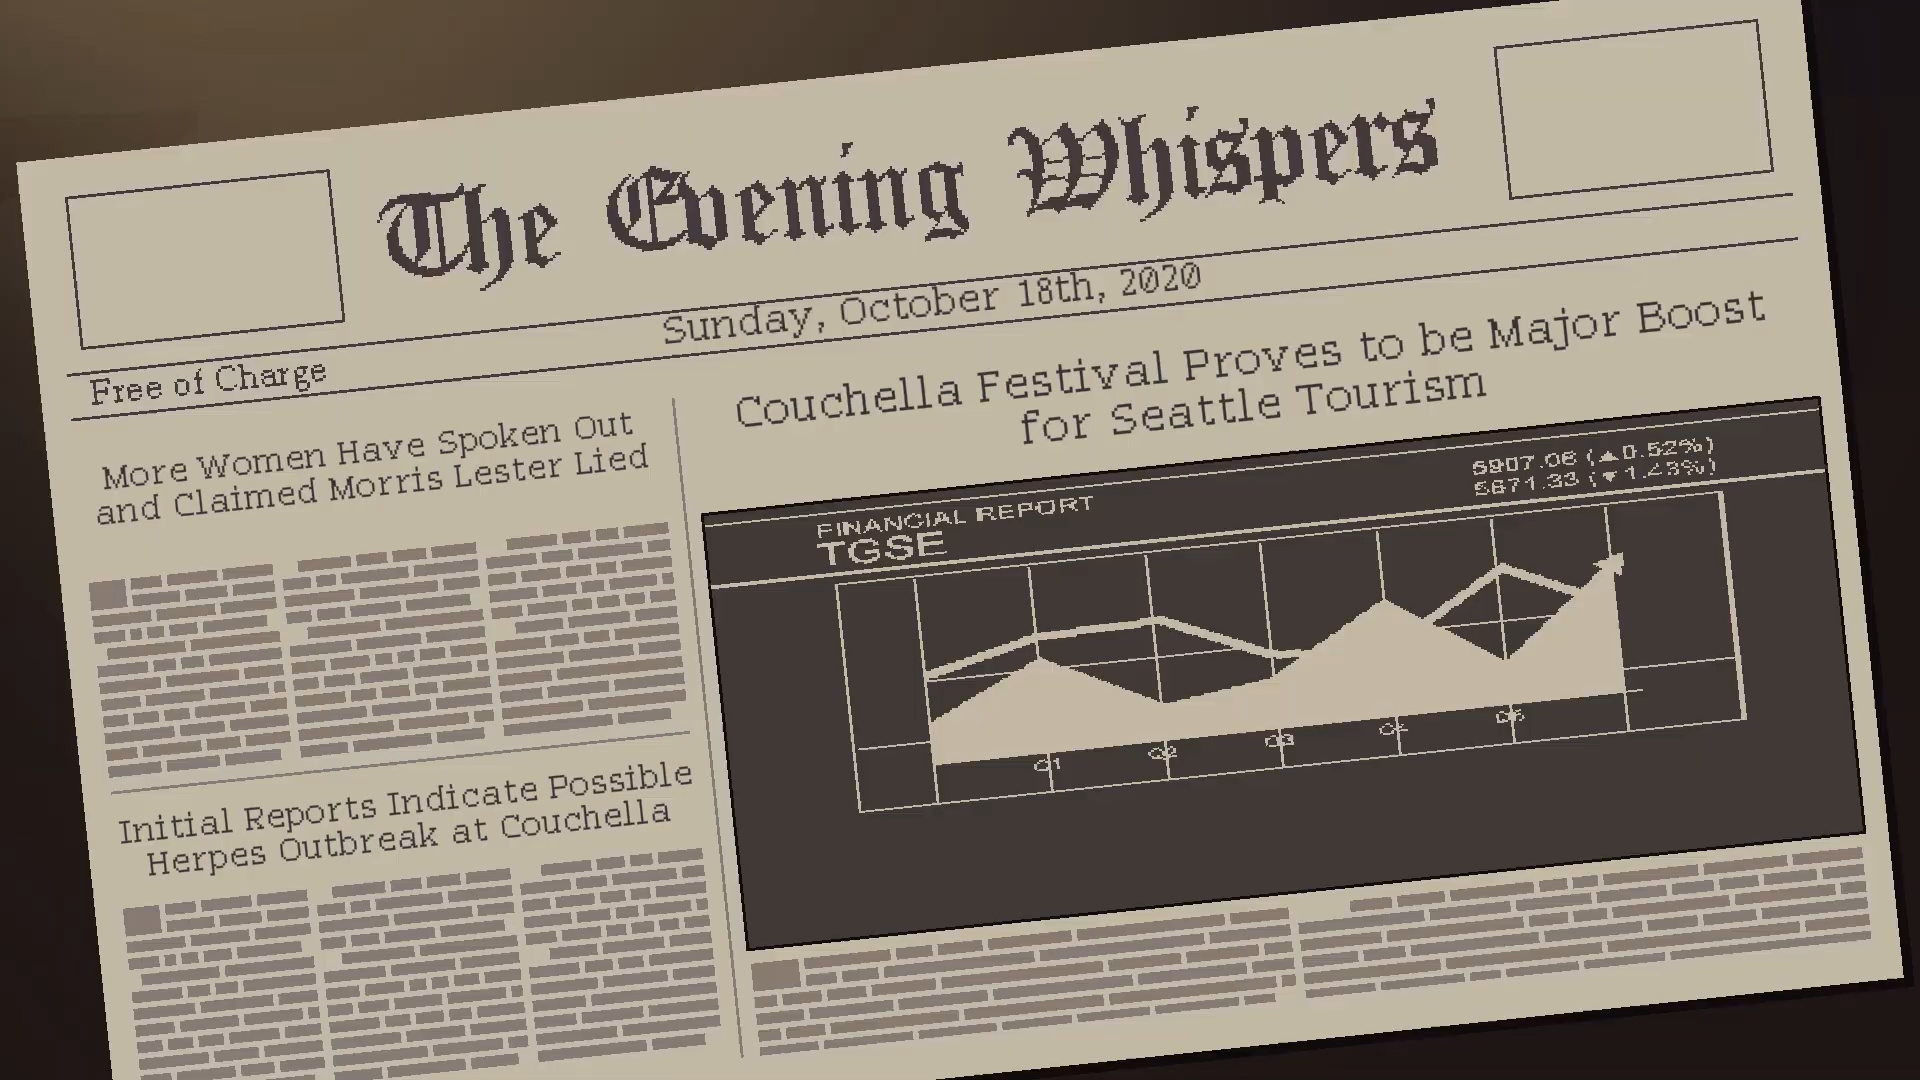 The Evening Whispers
Sunday, October 18th, 2020
Free of Charge
More Women Have Spoken Out
and Claimed Morris Lester Lied
Initial Reports Indicate Possible
Herpes Outbreak at Couchella
Couchella Festival Proves to be Major Boost
for Seattle Tourism
FINANCIAL REPORT
TGSE
5907.06 (▲0.52%)
5671.33 (▼1.43%)
Q1 Q2 Q3 Q4 Q5